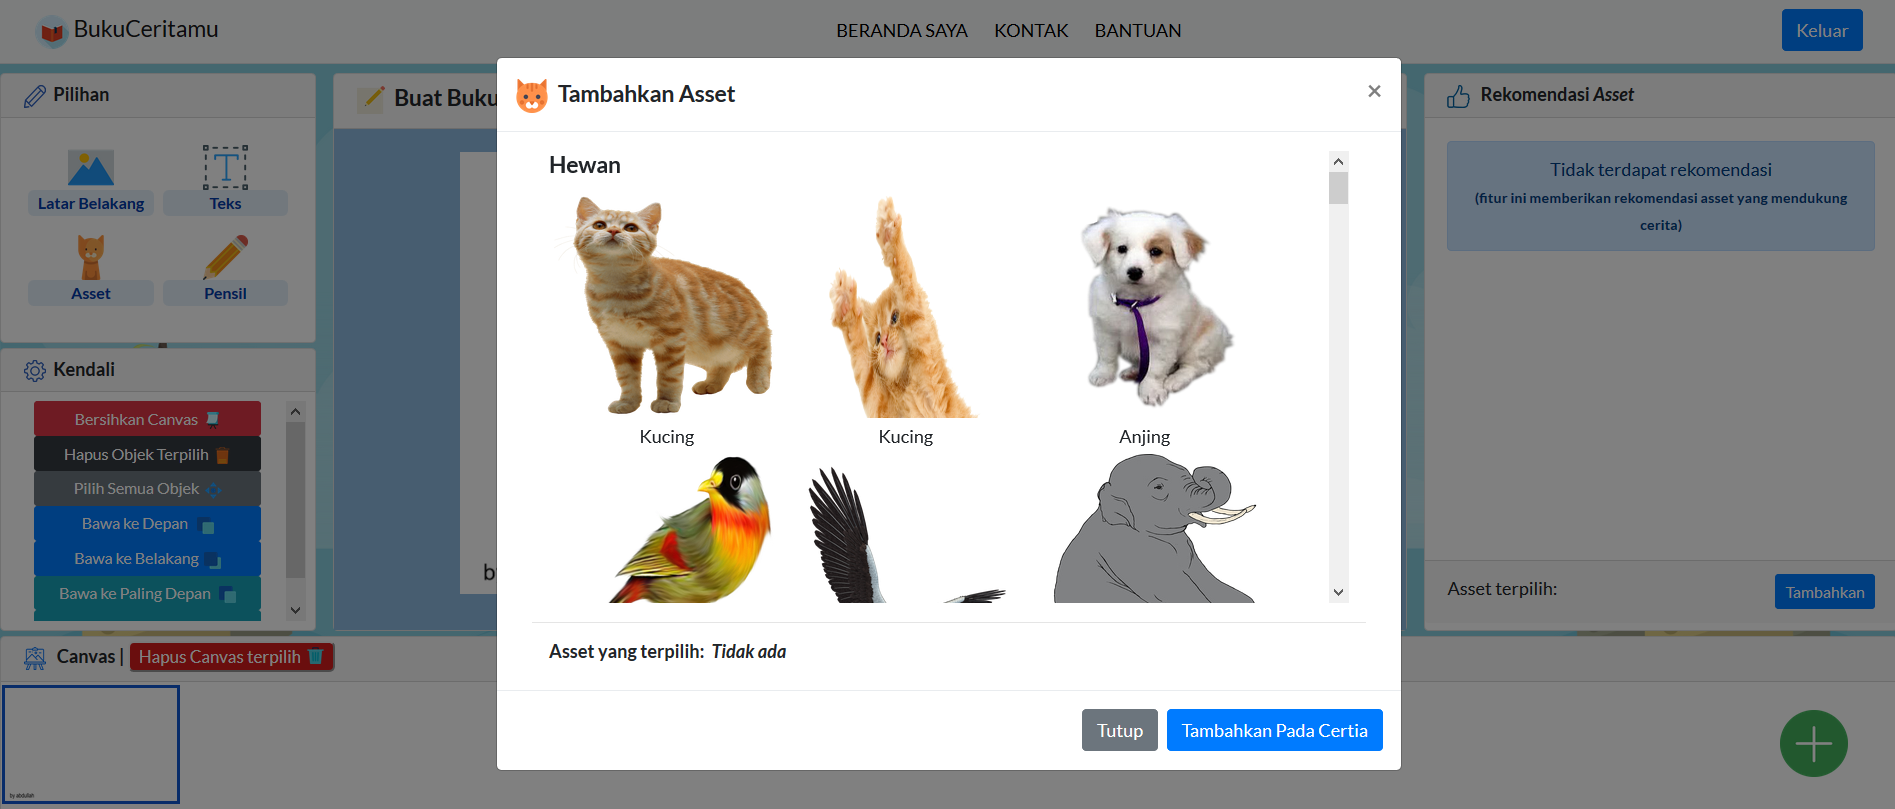 BukuCeritamu
BERANDA SAYA
KONTAK
BANTUAN
Keluar
Pilihan
Latar Belakang
Teks
Asset
Pensil
Kendali
Bersihkan Canvas
Hapus Objek Terpilih
Pilih Semua Objek
Bawa ke Depan
Bawa ke Belakang
Bawa ke Paling Depan
Buat Buku
Tambahkan Asset
×
Hewan
Kucing
Kucing
Anjing
Asset yang terpilih: Tidak ada
Tutup
Tambahkan Pada Certia
Rekomendasi Asset
Tidak terdapat rekomendasi
(fitur ini memberikan rekomendasi asset yang mendukung
cerita)
Asset terpilih:
Tambahkan
Canvas |
Hapus Canvas terpilih
by abdullah